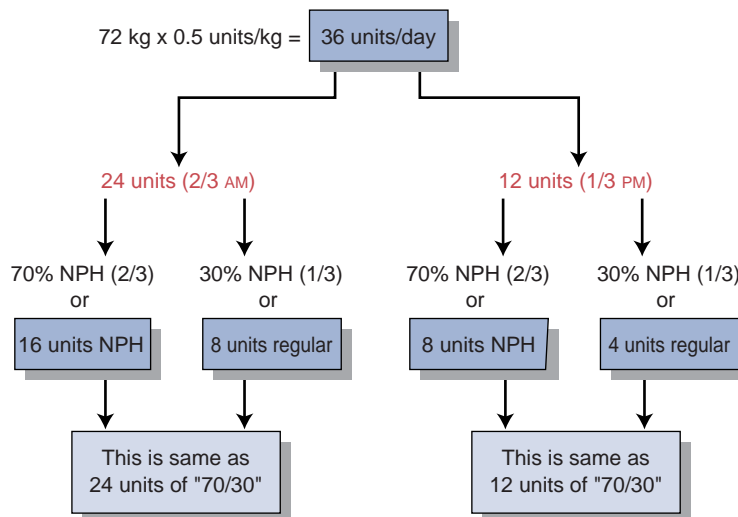 72 kg x 0.5 units/kg = 36 units/day
24 units (2/3 AM) 12 units (1/3 PM)
70% NPH (2/3) 30% NPH (1/3) 70% NPH (2/3) 30% NPH (1/3)
or or or or
16 units NPH 8 units regular 8 units NPH 4 units regular
This is same as This is same as
24 units of "70/30" 12 units of "70/30"